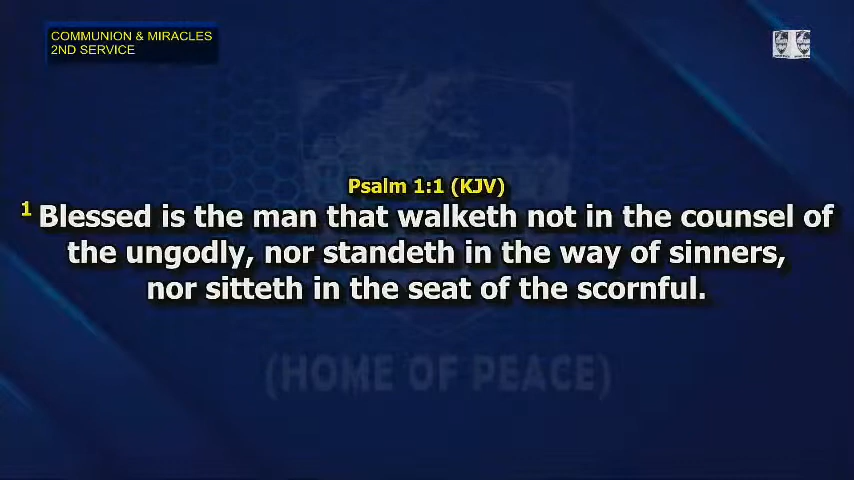 COMMUNION & MIRACLES
2ND SERVICE
Psalm 1:1 (KJV)
1 Blessed is the man that walketh not in the counsel of
the ungodly, nor standeth in the way of sinners,
nor sitteth in the seat of the scornful.
(HOME OF PEACE)